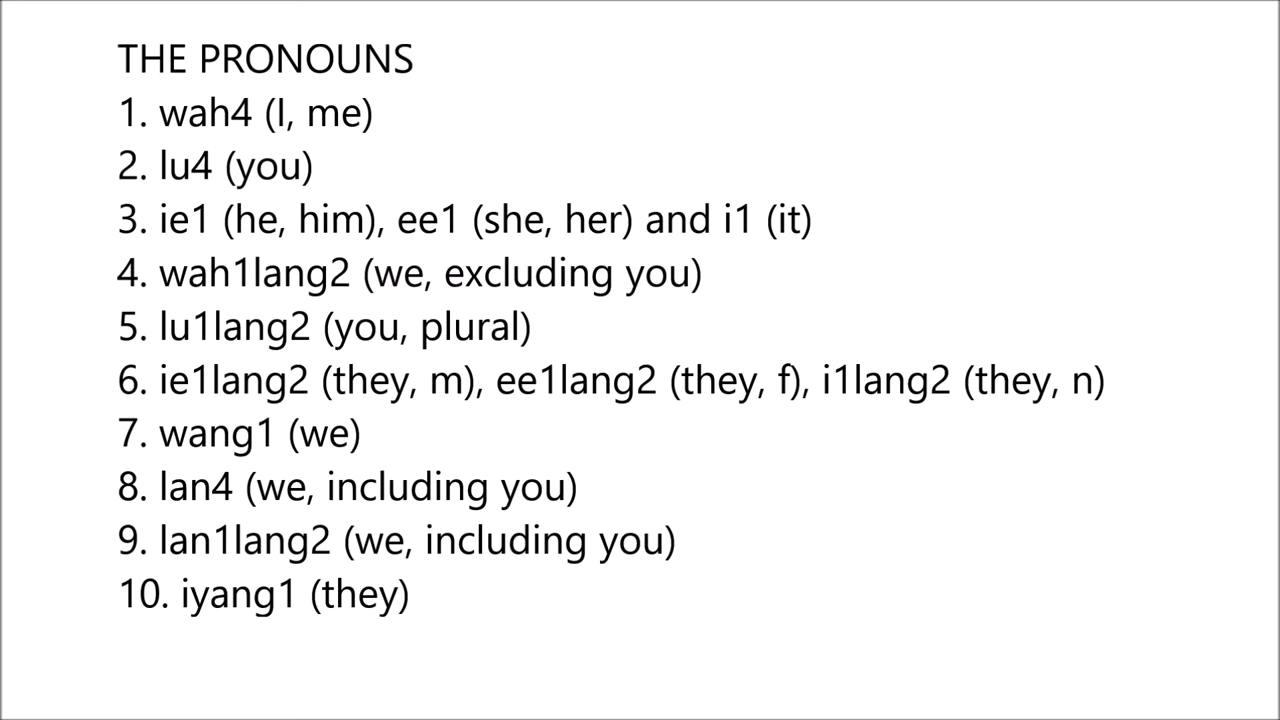 THE PRONOUNS
1. wah4 (I, me)
2. lu4 (you)
3. ie1 (he, him), ee1 (she, her) and i1 (it)
4. wah1lang2 (we, excluding you)
5. lu1lang2 (you, plural)
6. ie1lang2 (they, m), ee1lang2 (they, f), i1lang2 (they, n)
7. wang1 (we)
8. lan4 (we, including you)
9. lan1lang2 (we, including you)
10. iyang1 (they)